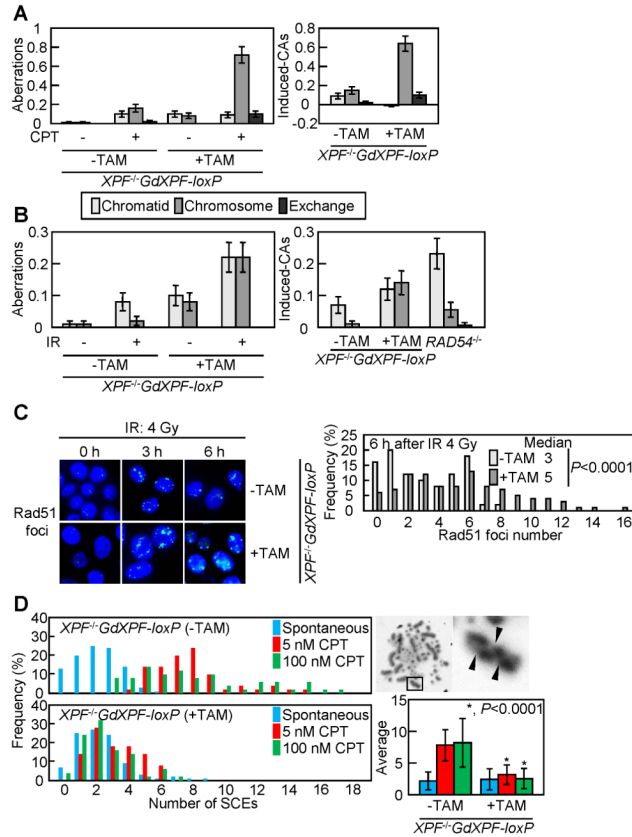 A
Aberrations
1
0.8
0.6
0.4
0.2
0
CPT - + - +
-TAM +TAM
XPF-/-GdXPF-loxP
Induced-CAs
0.8
0.6
0.4
0.2
0
-0.2
-TAM +TAM
XPF-/-GdXPF-loxP
Chromatid Chromosome Exchange
B
Aberrations
0.3
0.2
0.1
0
IR - + - +
-TAM +TAM
XPF-/-GdXPF-loxP
Induced-CAs
0.3
0.2
0.1
0
-TAM +TAM RAD54-/-
XPF-/-GdXPF-loxP
C
IR: 4 Gy
0 h 3 h 6 h
Rad51
foci
-TAM
+TAM
XPF-/-GdXPF-loxP
Frequency (%)
25
20
15
10
5
0
6 h after IR 4 Gy Median
-TAM 3
+TAM 5
P<0.0001
0 2 4 6 8 10 12 14 16
Rad51 foci number
D
Frequency (%)
40
30
20
10
0
XPF-/-GdXPF-loxP (-TAM)
Spontaneous
5 nM CPT
100 nM CPT
40
30
20
10
0
XPF-/-GdXPF-loxP (+TAM)
Spontaneous
5 nM CPT
100 nM CPT
0 2 4 6 8 10 12 14 16 18
Number of SCEs
Average
15
10
5
0
*, P<0.0001
* *
-TAM +TAM
XPF-/-GdXPF-loxP